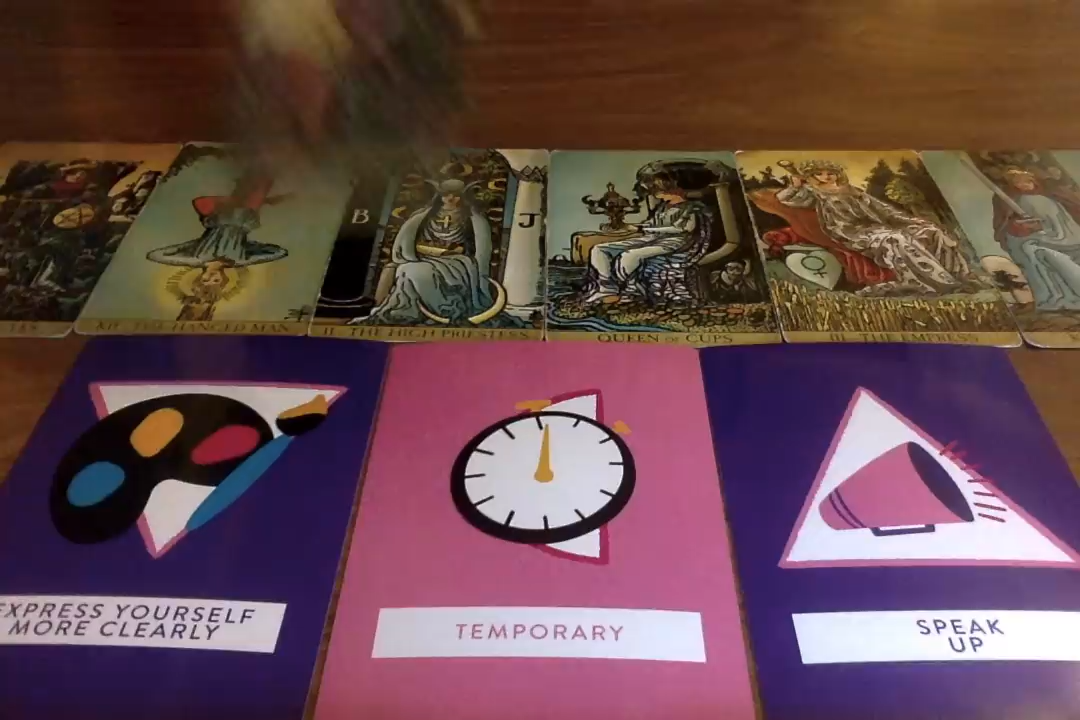 B
J
XII. THE HANGED MAN.
II. THE HIGH PRIESTESS.
QUEEN OF CUPS
III. THE EMPRESS.
EXPRESS YOURSELF
MORE CLEARLY
TEMPORARY
SPEAK
UP